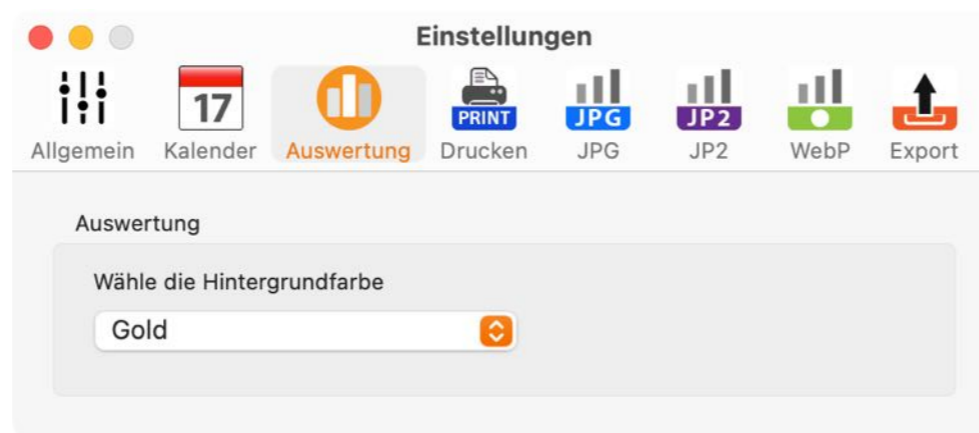 Einstellungen
17
PRINT
JPG
JP2
Allgemein Kalender Auswertung Drucken JPG JP2 WebP Export
Auswertung
Wähle die Hintergrundfarbe
Gold